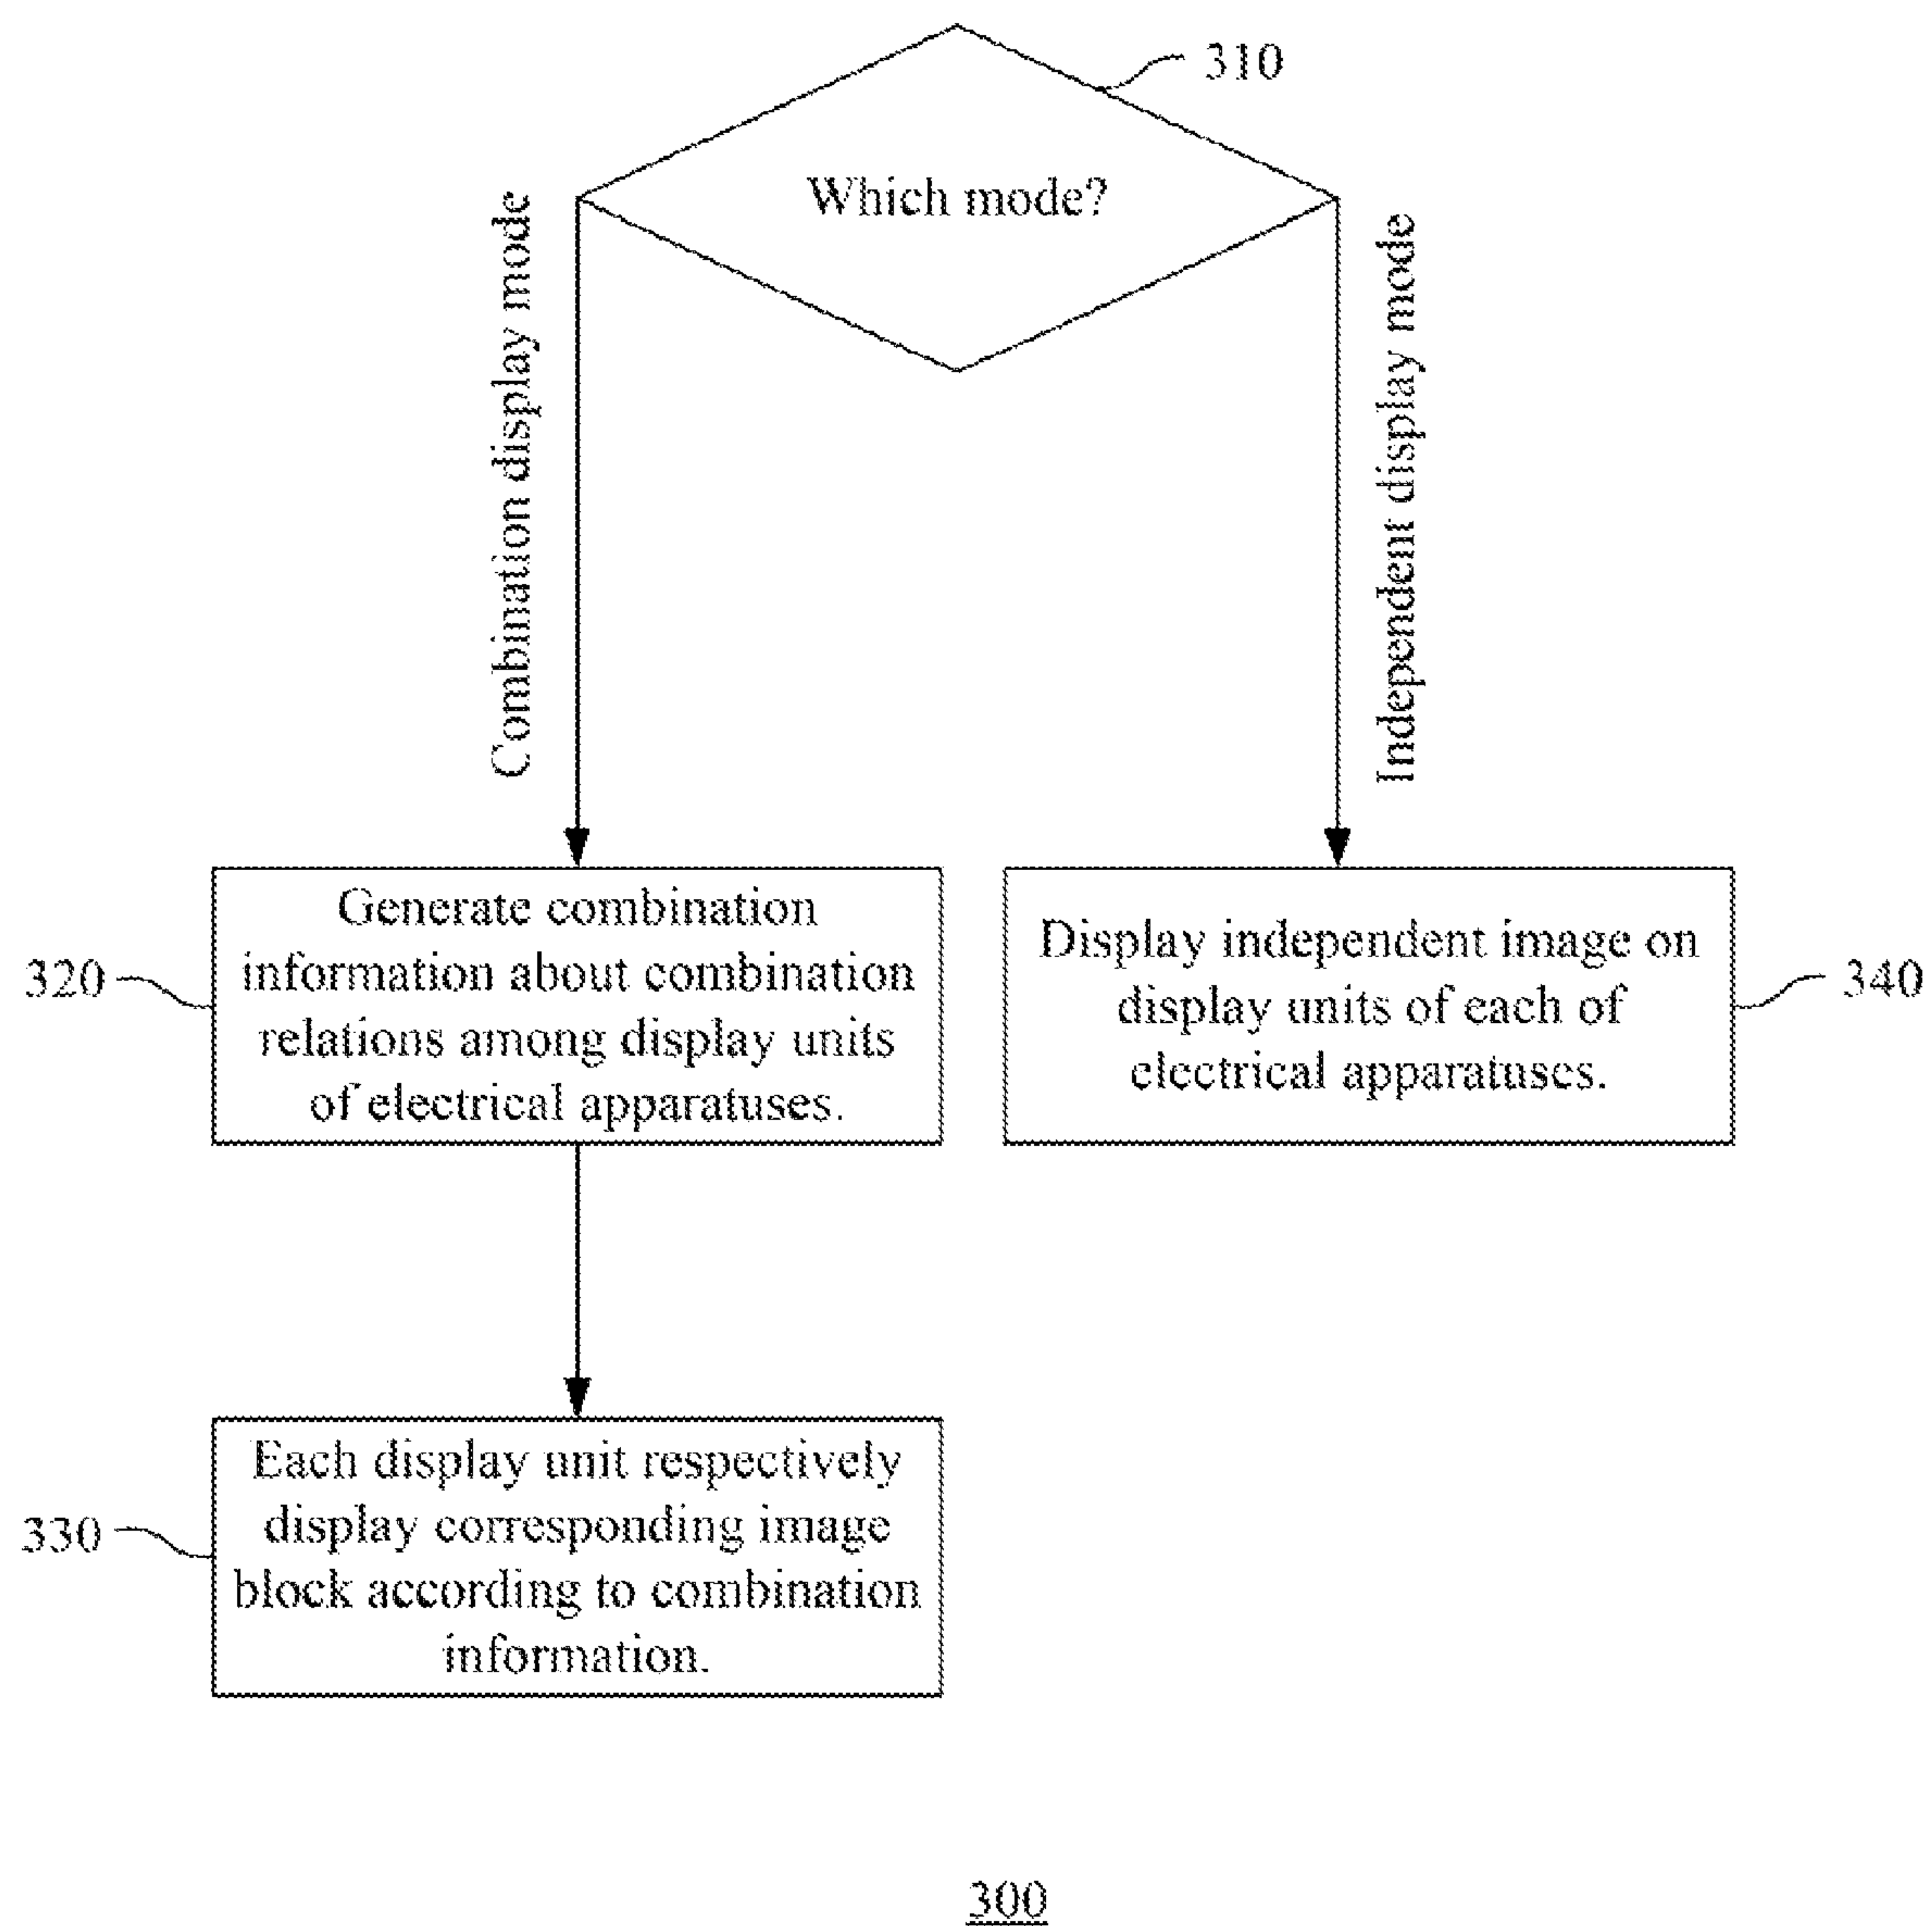 310
Which mode?
Combination display mode
Independent display mode
Generate combination
information about combination
relations among display units
of electrical apparatuses.
320
Display independent image on
display units of each of
electrical apparatuses.
340
Each display unit respectively
display corresponding image
block according to combination
information.
330
300